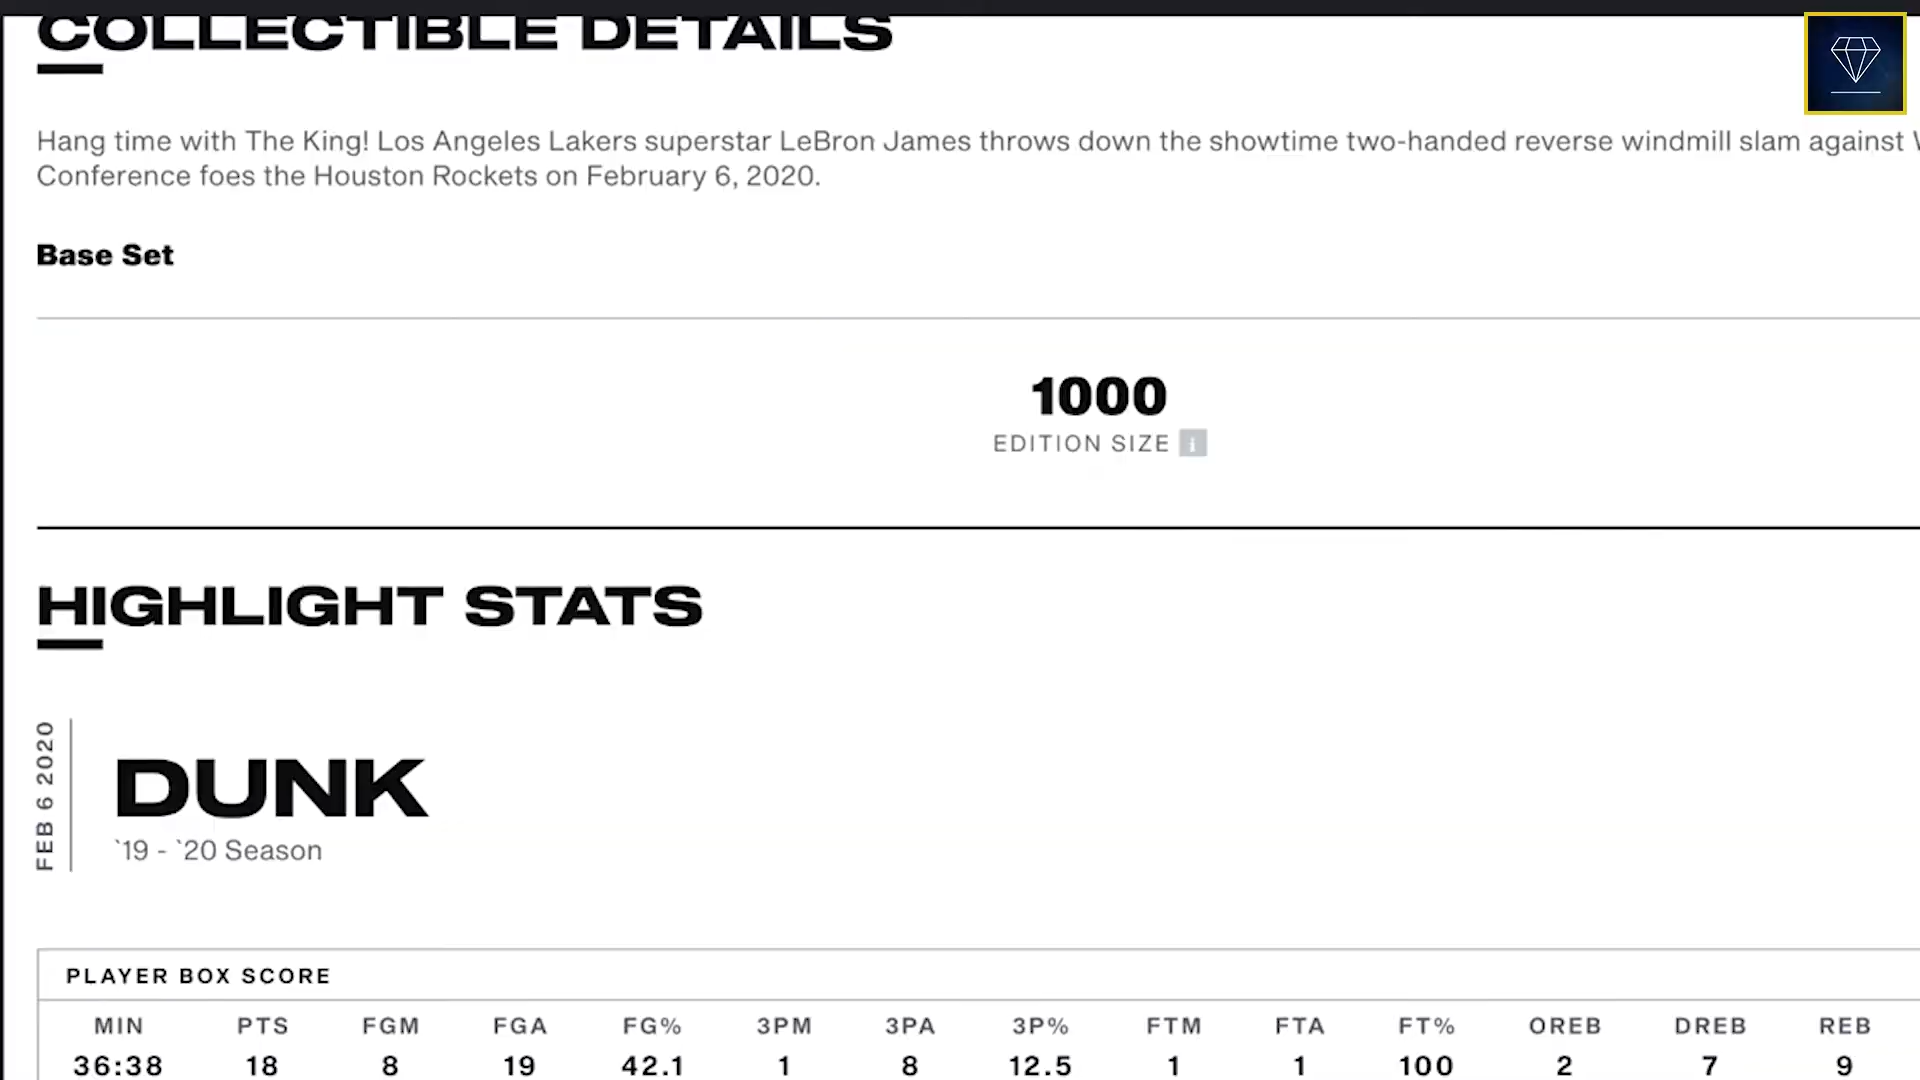 COLLECTIBLE DETAILS
Hang time with The King! Los Angeles Lakers superstar LeBron James throws down the showtime two-handed reverse windmill slam against
Conference foes the Houston Rockets on February 6, 2020.
Base Set
1000
EDITION SIZE i
HIGHLIGHT STATS
FEB 6 2020
DUNK
`19 - `20 Season
PLAYER BOX SCORE
MIN PTS FGM FGA FG% 3PM 3PA 3P% FTM FTA FT% OREB DREB REB
36:38 18 8 19 42.1 1 8 12.5 1 1 100 2 7 9